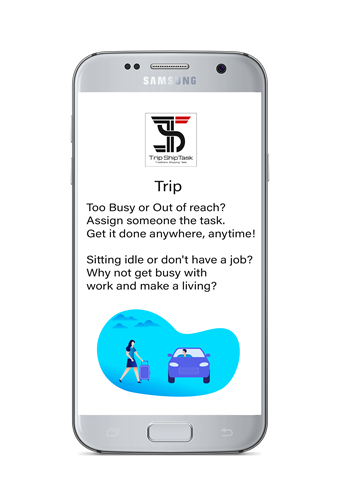 SAMSUNG
Trip Ship Task
Trip
Too Busy or Out of reach?
Assign someone the task.
Get it done anywhere, anytime!
Sitting idle or don't have a job?
Why not get busy with
work and make a living?